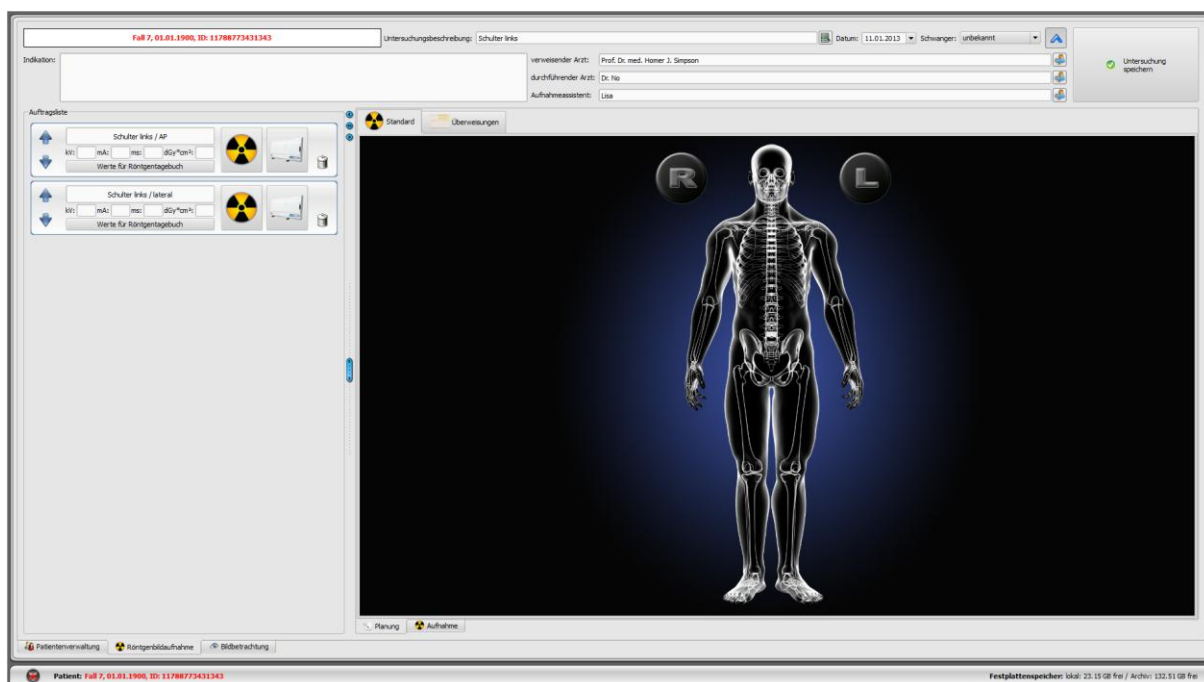 Fall 7, 01.01.1900, ID: 11788773431343
Untersuchungsbeschreibung: Schulter links
Datum: 11.01.2013
Schwanger: unbekannt
Indikation:
verweisender Arzt: Prof. Dr. med. Homer J. Simpson
durchführender Arzt: Dr. No
Aufnahmeassistent: Lisa
Untersuchung
speichern
Auftragsliste
Schulter links / AP
kV: mA: ms: dGy*cm²:
Werte für Röntgentagebuch
Schulter links / lateral
kV: mA: ms: dGy*cm²:
Werte für Röntgentagebuch
Standard Überweisungen
R L
Planung Aufnahme
Patientenverwaltung Röntgenbildaufnahme Bildbetrachtung
Patient: Fall 7, 01.01.1900, ID: 11788773431343
Festplattenspeicher: lokal: 23.15 GB frei / Archiv: 132.51 GB frei